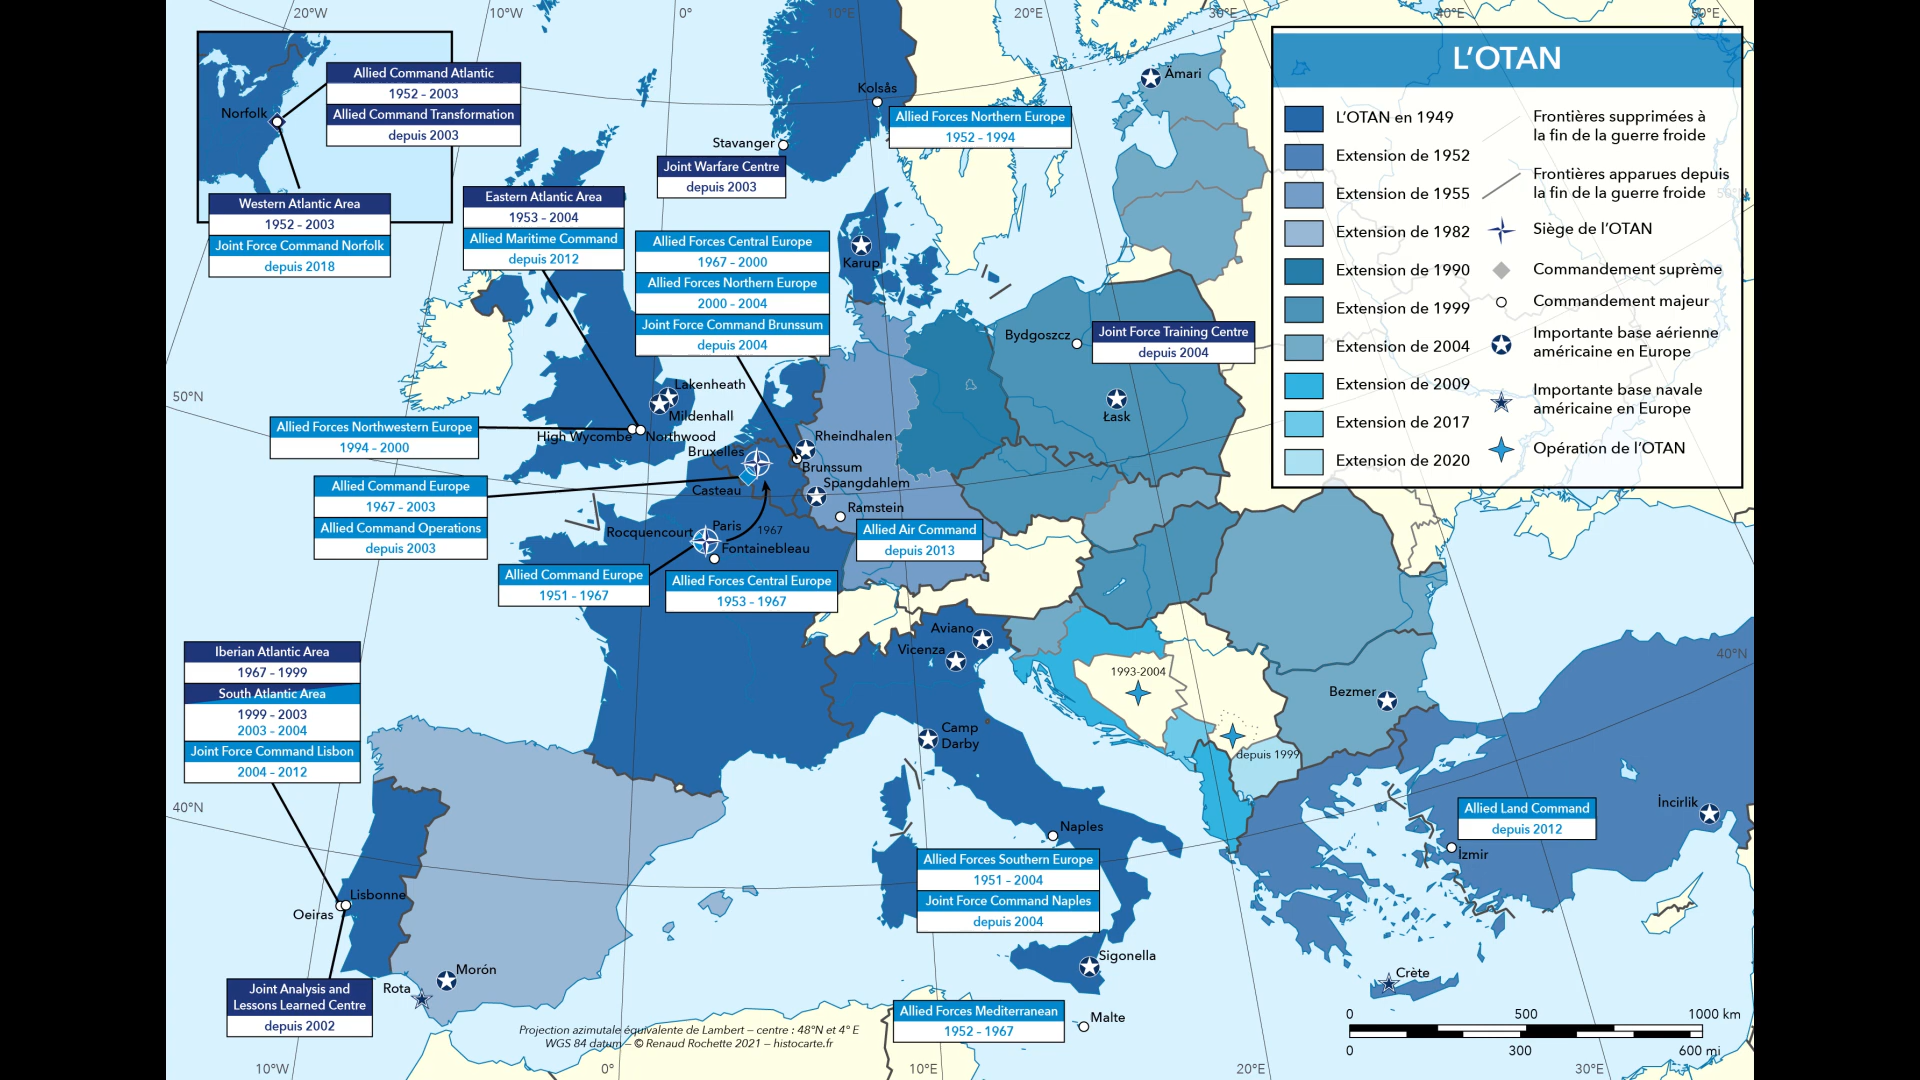 20°W
10°W
0°
10°E
20°E
30°E
40°E
50°E
L’OTAN
L’OTAN en 1949
Extension de 1952
Extension de 1955
Extension de 1982
Extension de 1990
Extension de 1999
Extension de 2004
Extension de 2009
Extension de 2017
Extension de 2020
Frontières supprimées à
la fin de la guerre froide
Frontières apparues depuis
la fin de la guerre froide
Siège de l’OTAN
Commandement suprème
Commandement majeur
Importante base aérienne
américaine en Europe
Importante base navale
américaine en Europe
Opération de l’OTAN
Norfolk
Allied Command Atlantic
1952 – 2003
Allied Command Transformation
depuis 2003
Western Atlantic Area
1952 – 2003
Joint Force Command Norfolk
depuis 2018
Kolsås
Allied Forces Northern Europe
1952 – 1994
Ämari
Stavanger
Joint Warfare Centre
depuis 2003
Eastern Atlantic Area
1953 – 2004
Allied Maritime Command
depuis 2012
Allied Forces Central Europe
1967 – 2000
Allied Forces Northern Europe
2000 – 2004
Joint Force Command Brunssum
depuis 2004
Karup
Bydgoszcz
Joint Force Training Centre
depuis 2004
Łask
50°N
Lakenheath
Mildenhall
Allied Forces Northwestern Europe
1994 – 2000
High Wycombe
Northwood
Rheindhalen
Bruxelles
Brunssum
Casteau
Spangdahlem
Ramstein
Allied Command Europe
1967 – 2003
Allied Command Operations
depuis 2003
Allied Air Command
depuis 2013
Rocquencourt
Paris
1967
Fontainebleau
Allied Command Europe
1951 – 1967
Allied Forces Central Europe
1953 – 1967
Aviano
Vicenza
Camp
Darby
1993-2004
depuis 1999
Bezmer
40°N
Iberian Atlantic Area
1967 – 1999
South Atlantic Area
1999 – 2003
2003 – 2004
Joint Force Command Lisbon
2004 – 2012
40°N
Naples
Allied Forces Southern Europe
1951 – 2004
Joint Force Command Naples
depuis 2004
Allied Land Command
depuis 2012
İzmir
İncirlik
Lisbonne
Oeiras
Joint Analysis and
Lessons Learned Centre
depuis 2002
Rota
Morón
Sigonella
Crète
Allied Forces Mediterranean
1952 – 1967
Malte
Projection azimutale équivalente de Lambert – centre : 48°N et 4° E
WGS 84 datum – © Renaud Rochette 2021 – histocarte.fr
0 500 1000 km
0 300 600 mi
10°W
0°
10°E
20°E
30°E